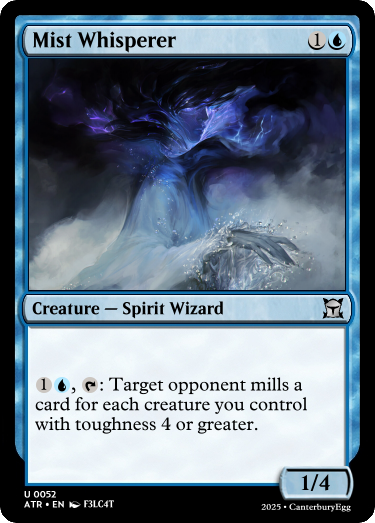 Mist Whisperer
1
Creature — Spirit Wizard
1 , : Target opponent mills a
card for each creature you control
with toughness 4 or greater.
1/4
U 0052
ATR • EN F3LC4T
2025 • CanterburyEgg